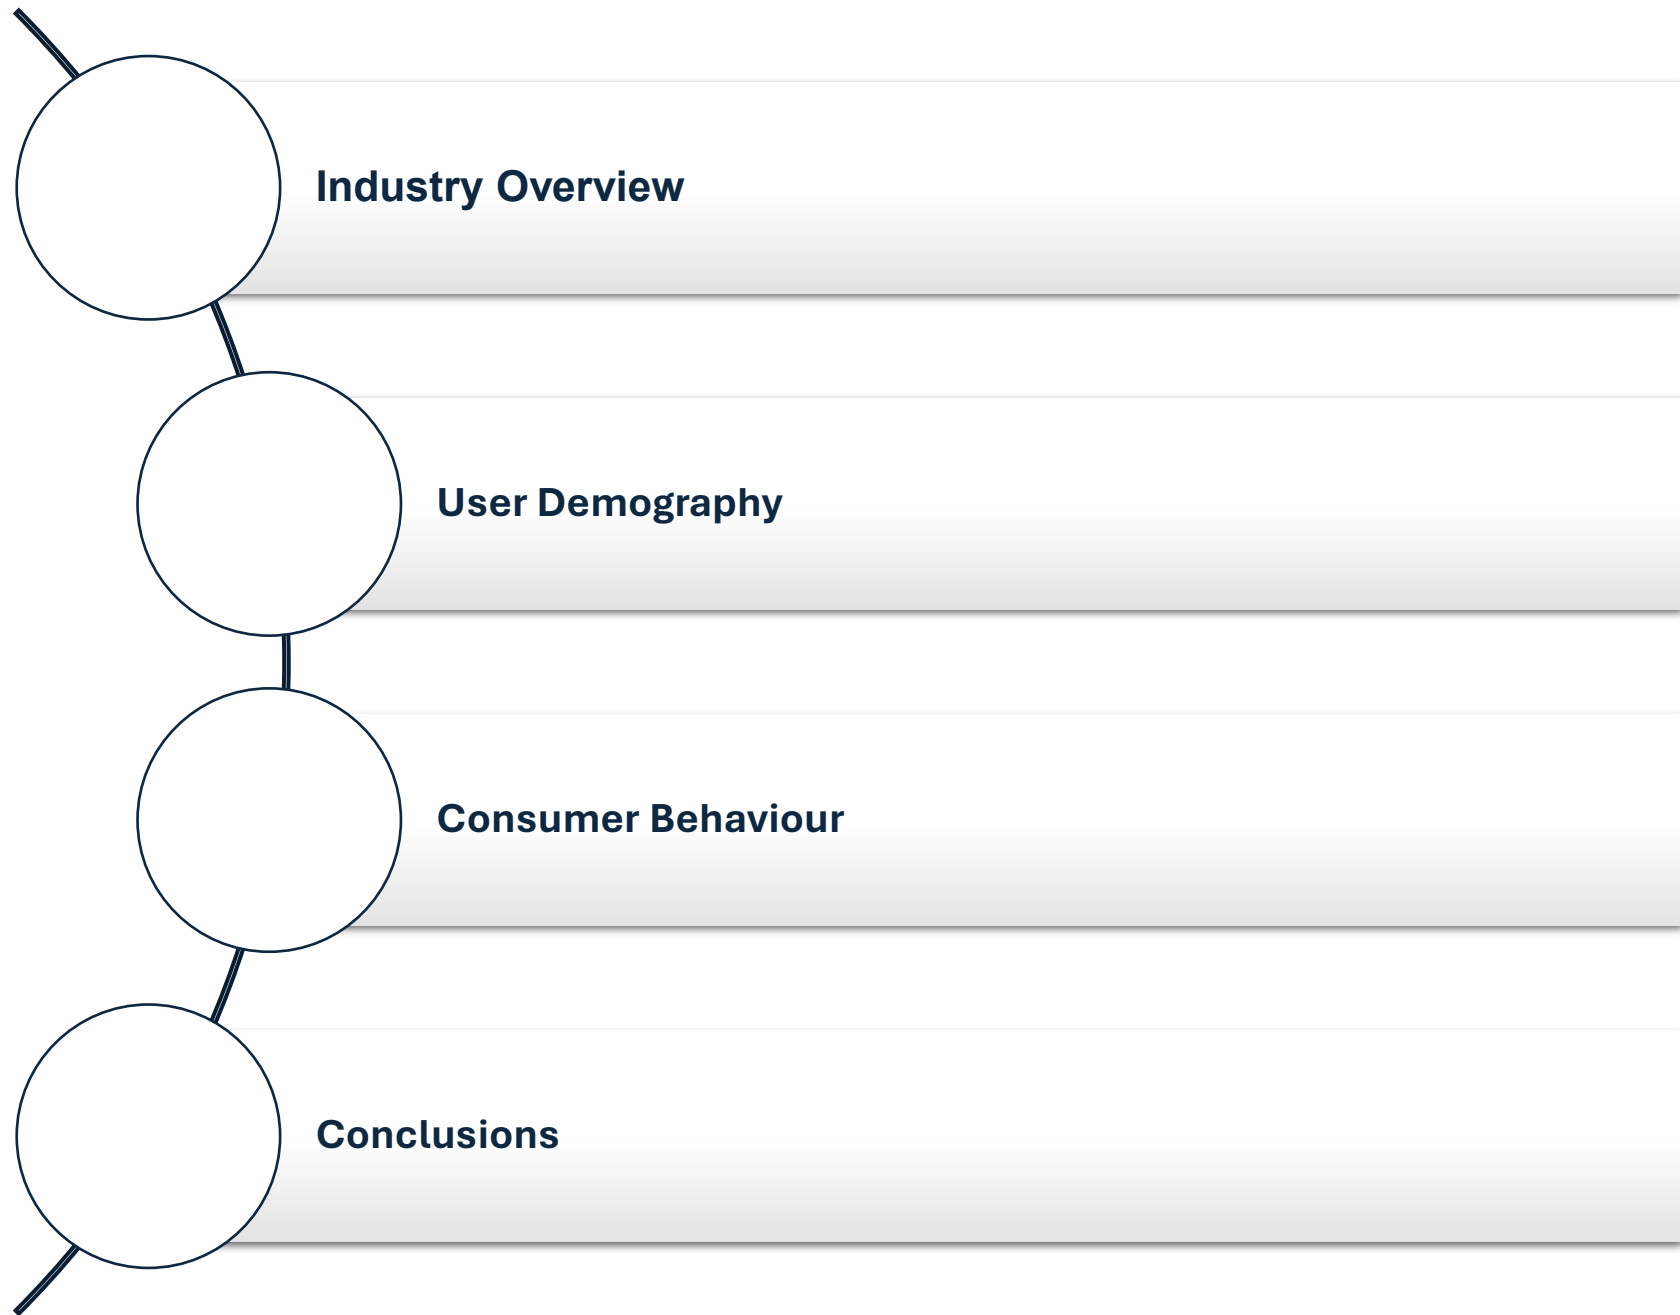 Industry Overview
User Demography
Consumer Behaviour
Conclusions